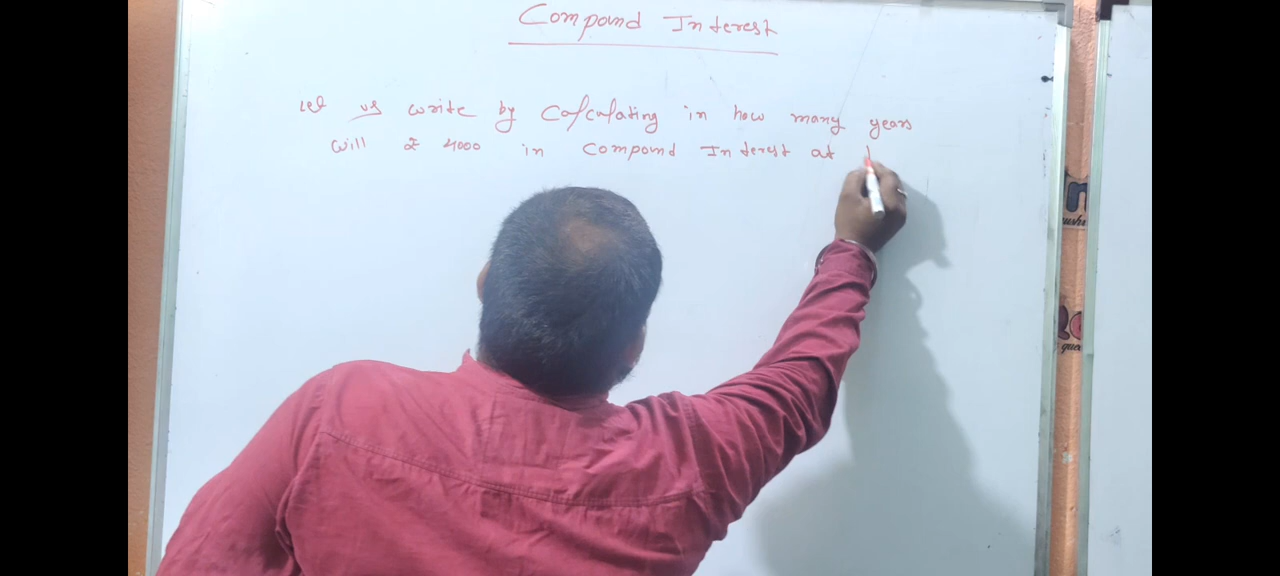 Compound Interest
let us write by calculating in how many years
will ₹ 4000 in compound Interest at